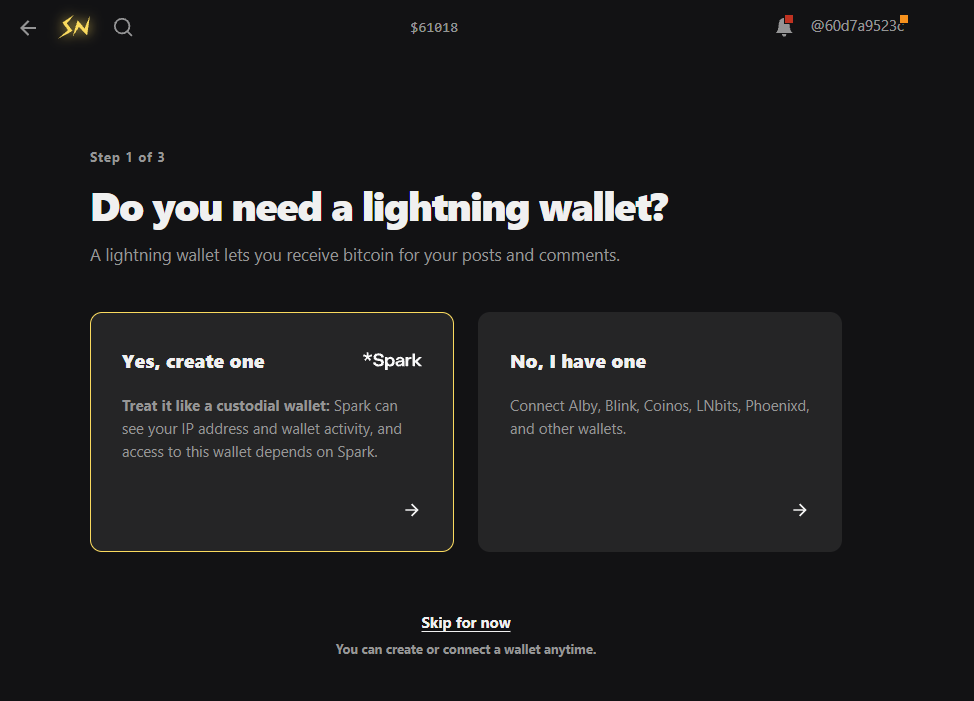 SN
$61018
@60d7a9523c
Step 1 of 3
Do you need a lightning wallet?
A lightning wallet lets you receive bitcoin for your posts and comments.
Yes, create one
*Spark
Treat it like a custodial wallet: Spark can
see your IP address and wallet activity, and
access to this wallet depends on Spark.
No, I have one
Connect Alby, Blink, Coinos, LNbits, Phoenixd,
and other wallets.
Skip for now
You can create or connect a wallet anytime.